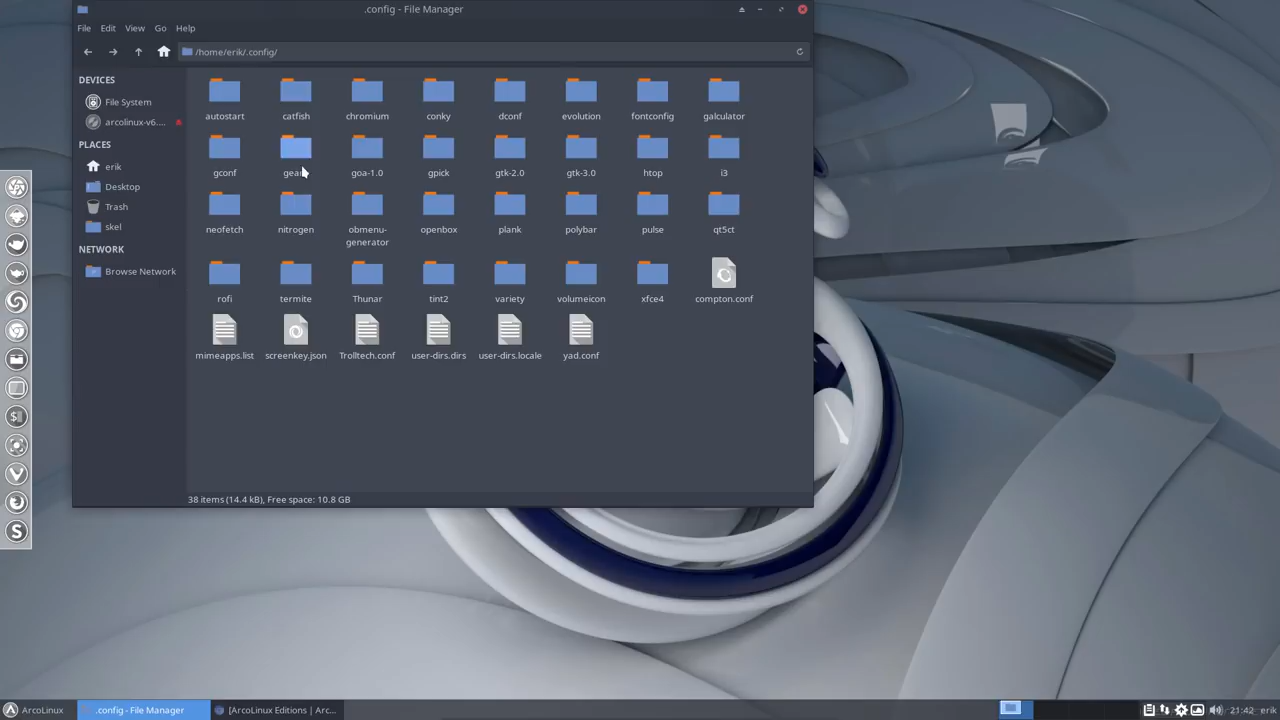 .config - File Manager
File Edit View Go Help
/home/erik/.config/
DEVICES
File System
arcolinux-v6....
PLACES
erik
Desktop
Trash
skel
NETWORK
Browse Network
autostart catfish chromium conky dconf evolution fontconfig galculator
gconf goa-1.0 gpick gtk-2.0 gtk-3.0 htop i3
neofetch nitrogen obmenu-generator openbox plank polybar pulse qt5ct
rofi termite Thunar tint2 variety volumeicon xfce4 compton.conf
mimeapps.list screenkey.json Trolltech.conf user-dirs.dirs user-dirs.locale yad.conf
38 items (14.4 kB), Free space: 10.8 GB
ArcoLinux .config - File Manager [ArcoLinux Editions | Arc... 21:42 erik